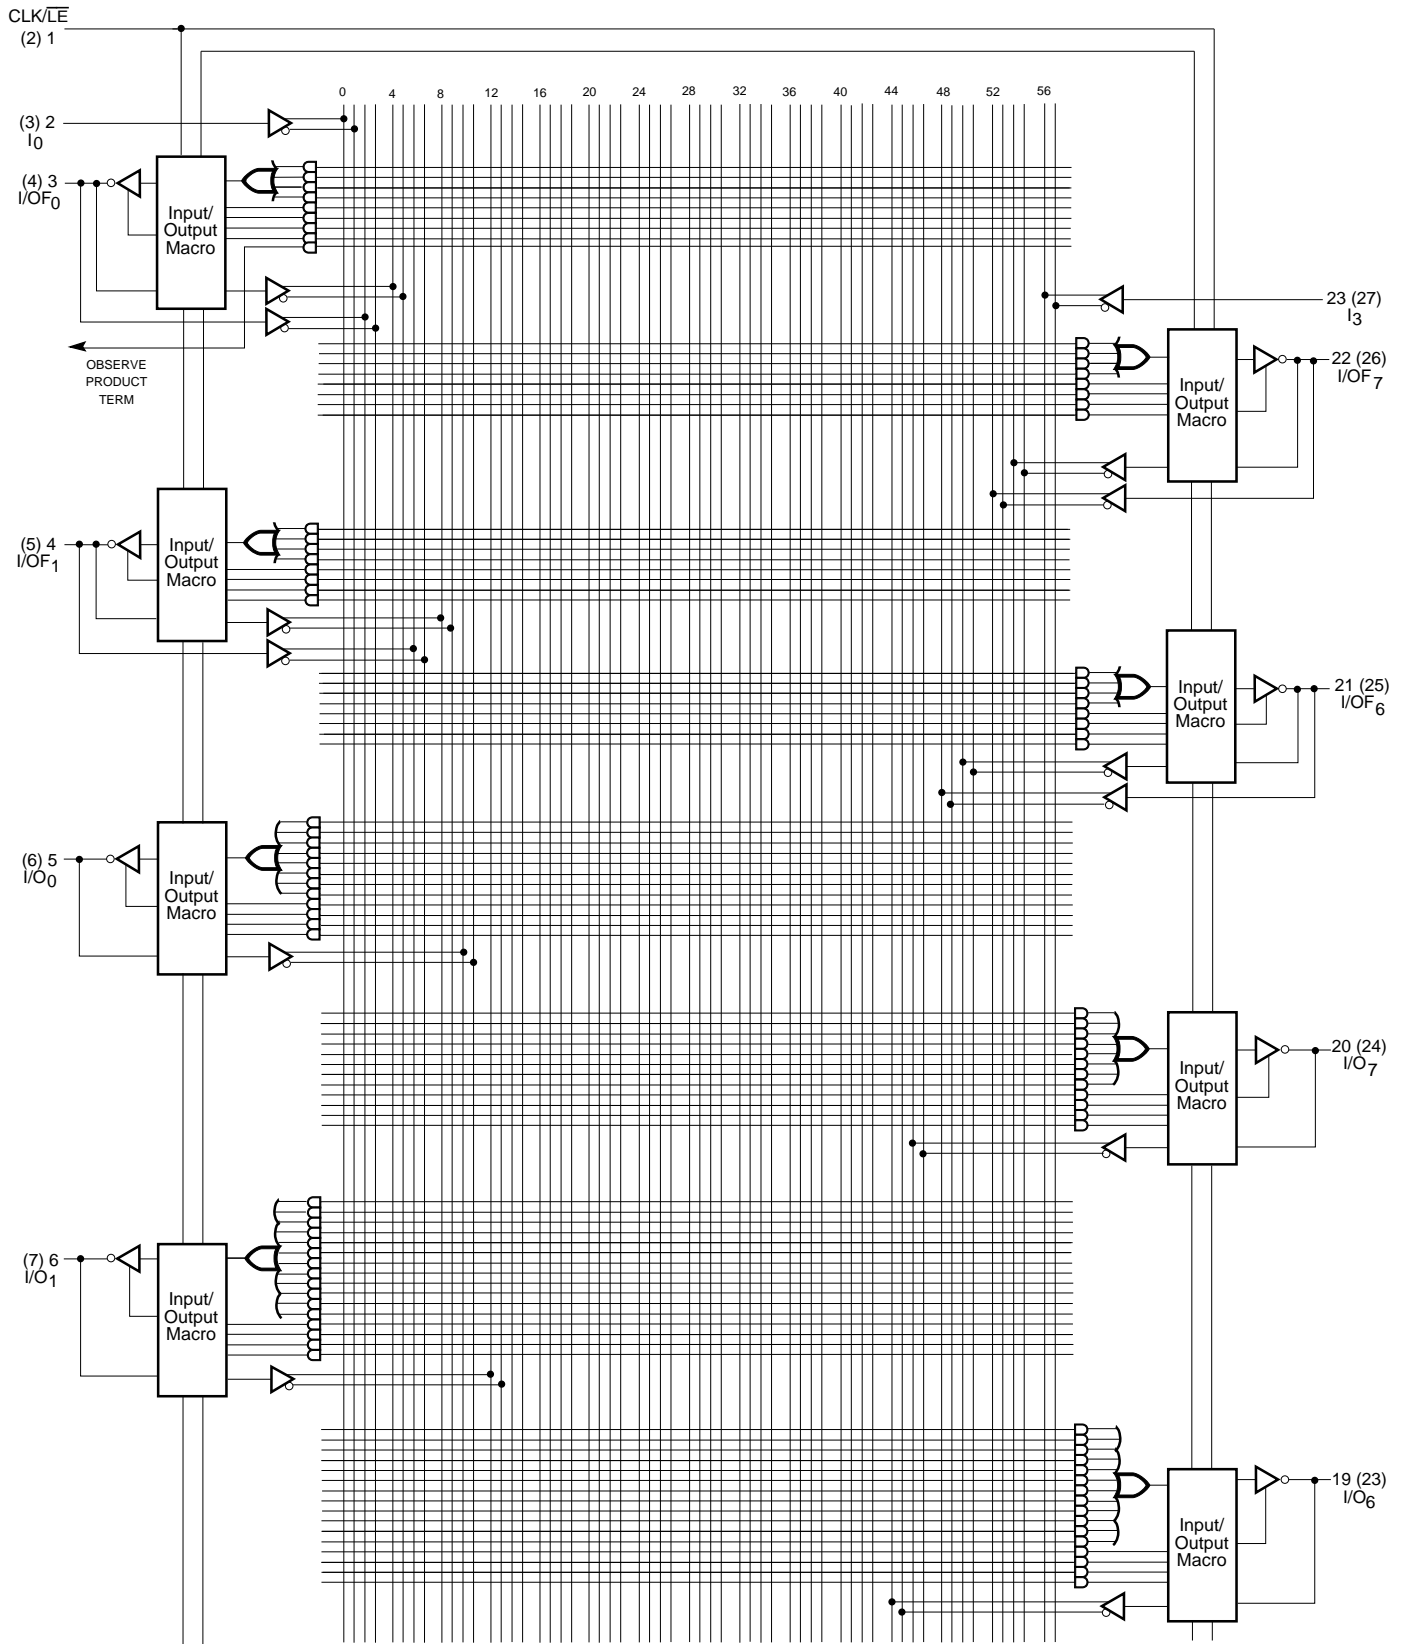 CLK/LE
(2) 1
0 4 8 12 16 20 24 28 32 36 40 44 48 52 56
(3) 2
I0
(4) 3
I/OF0
Input/
Output
Macro
23 (27)
I3
OBSERVE
PRODUCT
TERM
22 (26)
I/OF7
Input/
Output
Macro
(5) 4
I/OF1
Input/
Output
Macro
21 (25)
I/OF6
Input/
Output
Macro
(6) 5
I/O0
Input/
Output
Macro
20 (24)
I/O7
Input/
Output
Macro
(7) 6
I/O1
Input/
Output
Macro
19 (23)
I/O6
Input/
Output
Macro